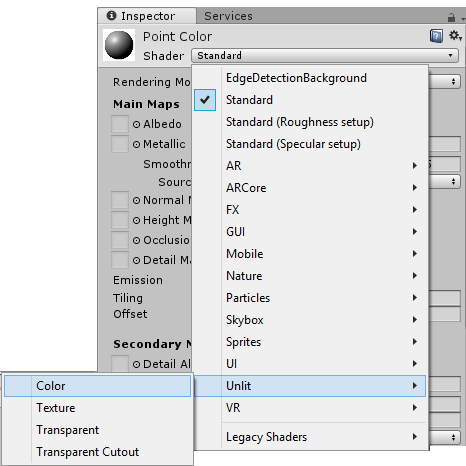 Inspector Services
Point Color
Shader Standard
Rendering Mo
Main Maps
Albedo
Metallic
Smoothn
Sourc
Normal M
Height M
Occlusion
Detail Ma
Emission
Tiling
Offset
Secondary M
Detail Al
EdgeDetectionBackground
Standard
Standard (Roughness setup)
Standard (Specular setup)
AR
ARCore
FX
GUI
Mobile
Nature
Particles
Skybox
Sprites
UI
Unlit
VR
Legacy Shaders
Color
Texture
Transparent
Transparent Cutout